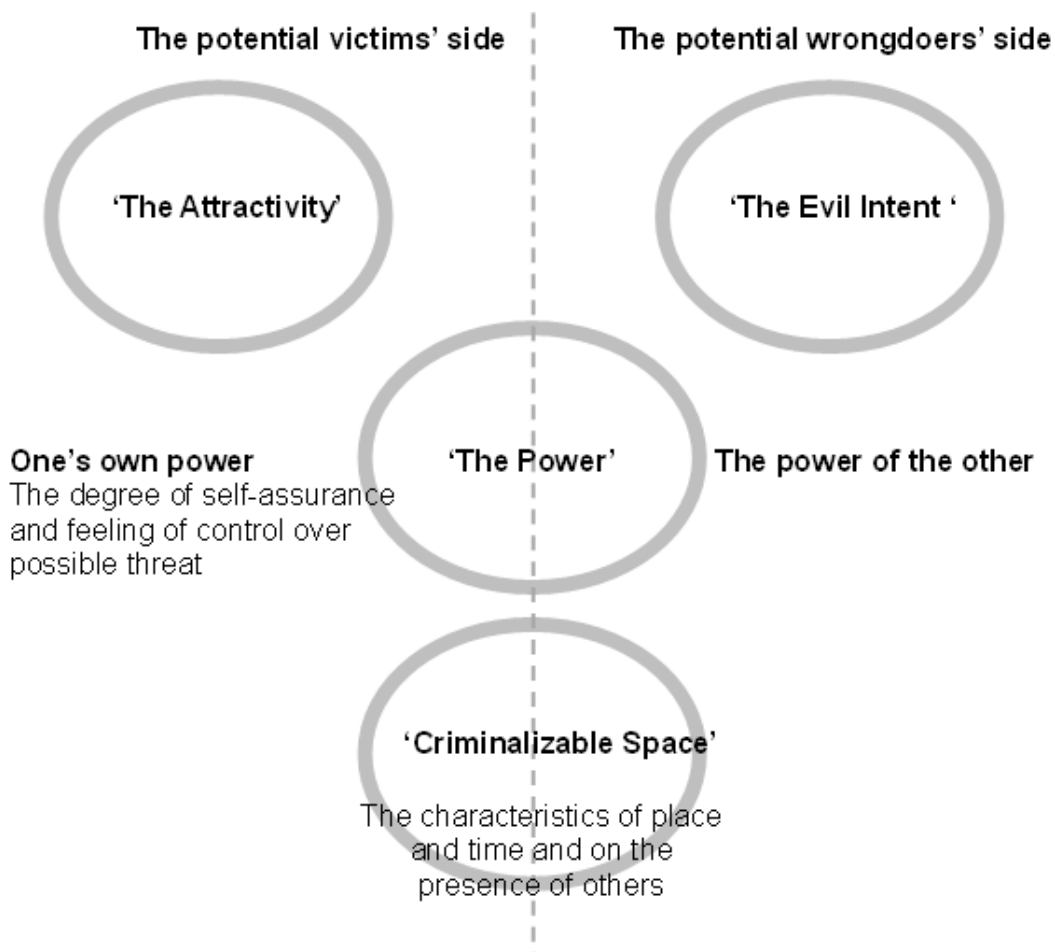 The potential victims’ side
The potential wrongdoers’ side
‘The Attractivity’
‘The Evil Intent ‘
One’s own power
The degree of self-assurance
and feeling of control over
possible threat
‘The Power’
The power of the other
‘Criminalizable Space’
The characteristics of place
and time and on the
presence of others